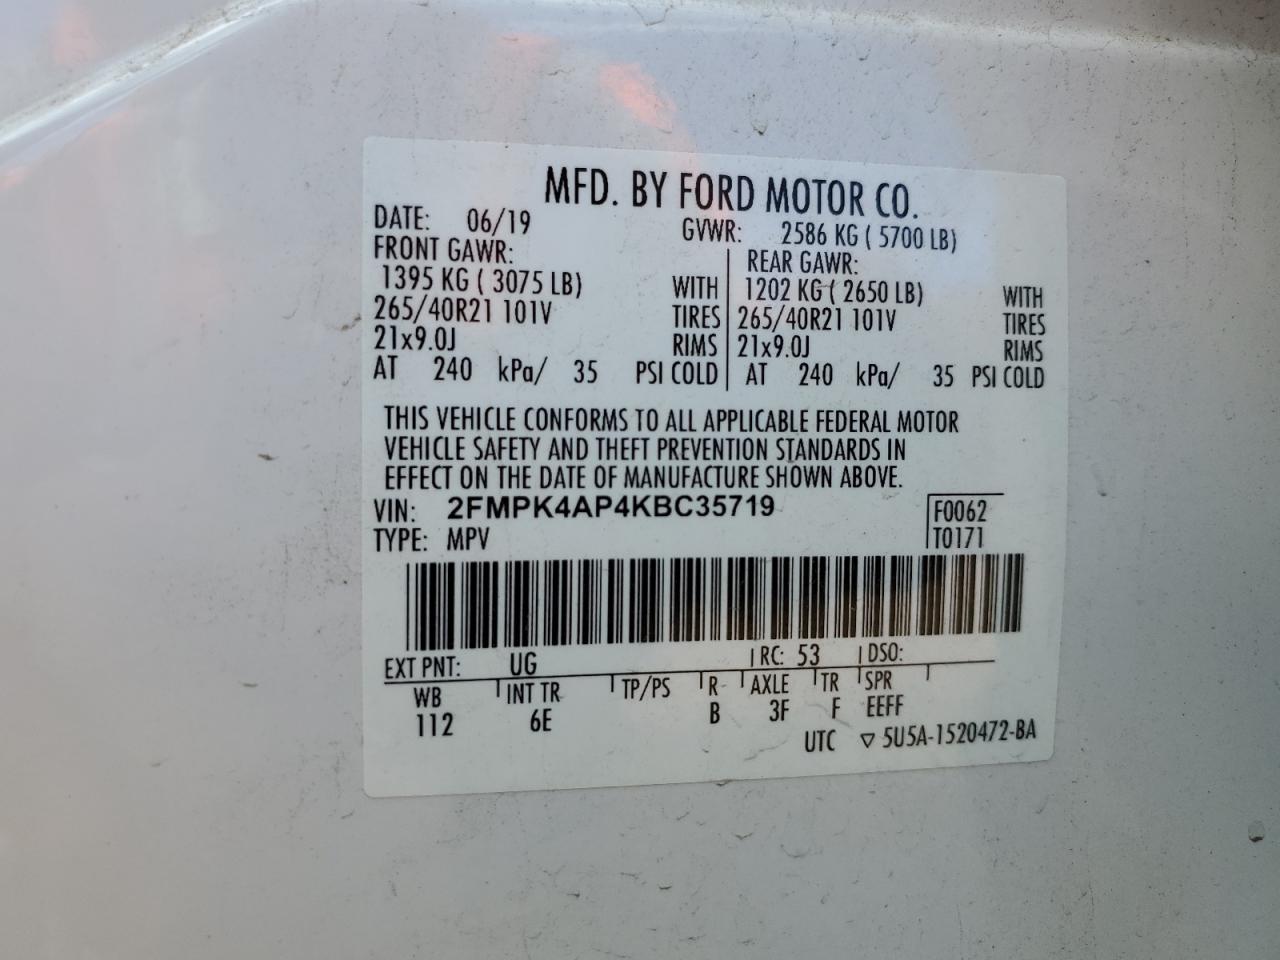 MFD. BY FORD MOTOR CO.
DATE: 06/19 GVWR: 2586 KG ( 5700 LB)
FRONT GAWR: REAR GAWR:
1395 KG ( 3075 LB) WITH 1202 KG ( 2650 LB) WITH
265/40R21 101V TIRES 265/40R21 101V TIRES
21x9.0J RIMS 21x9.0J RIMS
AT 240 kPa/ 35 PSI COLD AT 240 kPa/ 35 PSI COLD
THIS VEHICLE CONFORMS TO ALL APPLICABLE FEDERAL MOTOR
VEHICLE SAFETY AND THEFT PREVENTION STANDARDS IN
EFFECT ON THE DATE OF MANUFACTURE SHOWN ABOVE.
VIN: 2FMPK4AP4KBC35719 F0062
TYPE: MPV T0171
EXT PNT: UG RC: 53 DSO:
WB INT TR TP/PS R AXLE TR SPR
112 6E B 3F F EEFF
UTC ▽ 5U5A-1520472-BA